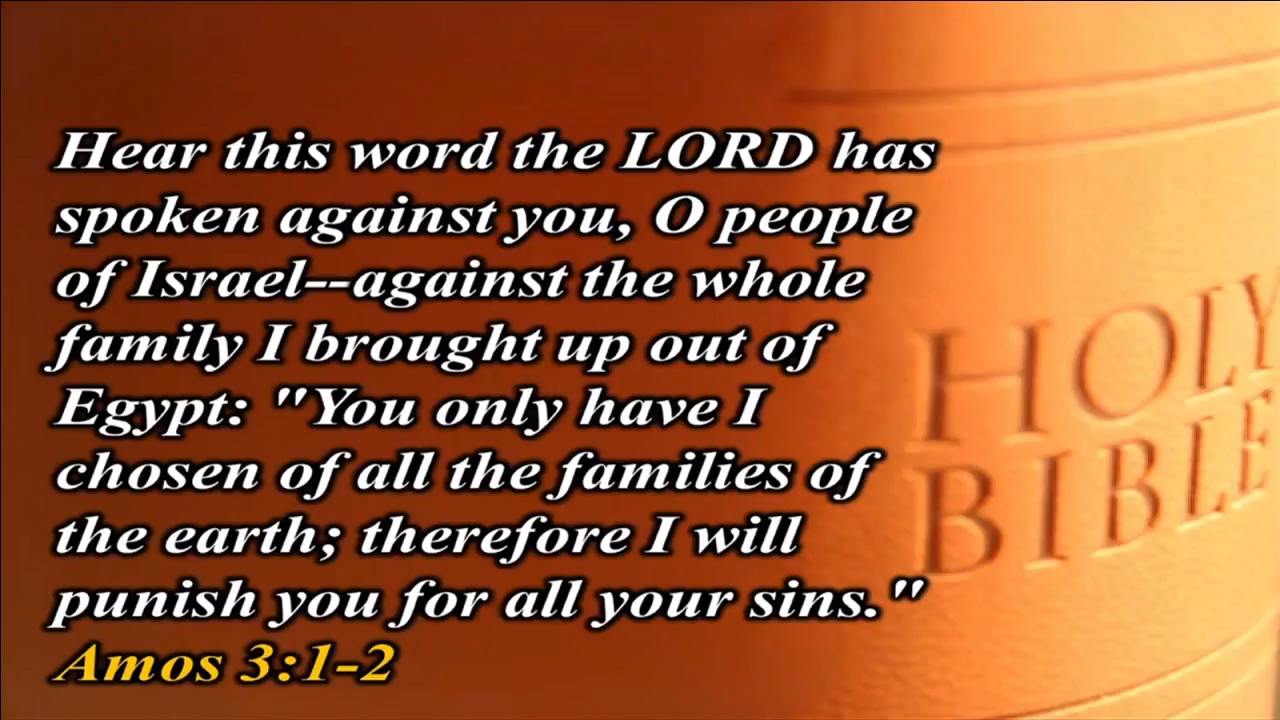 Hear this word the LORD has
spoken against you, O people
of Israel--against the whole
family I brought up out of
Egypt: "You only have I
chosen of all the families of
the earth; therefore I will
punish you for all your sins."
Amos 3:1-2
HOLY
BIBLE